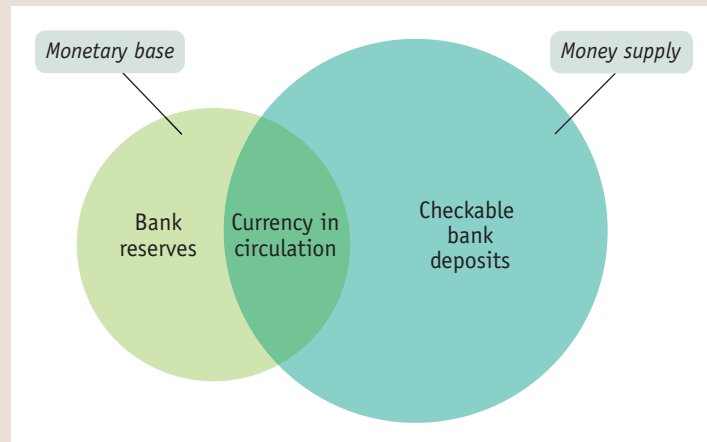 Monetary base
Money supply
Bank
reserves
Currency in
circulation
Checkable
bank
deposits